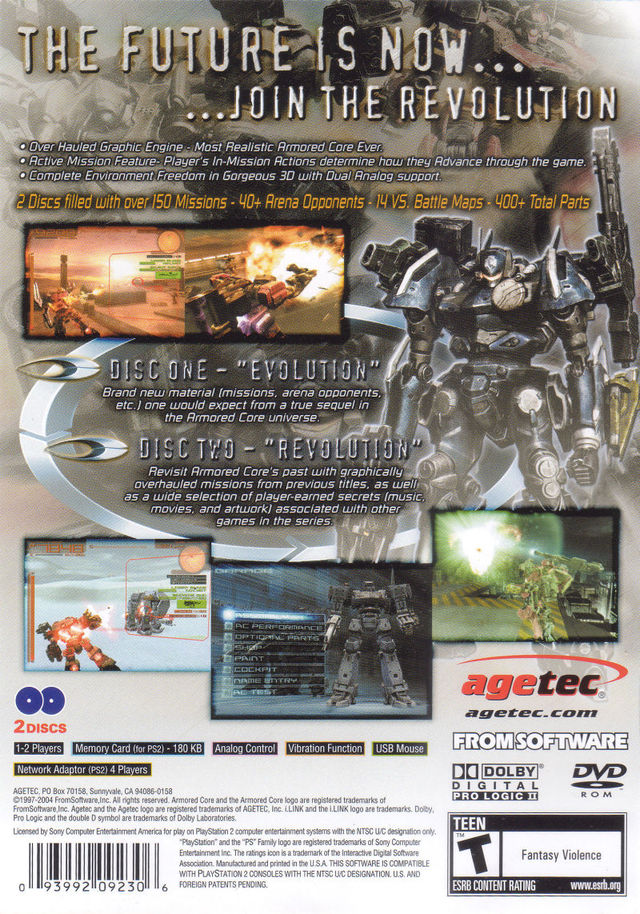 THE FUTURE IS NOW...
...JOIN THE REVOLUTION
• Over Hauled Graphic Engine - Most Realistic Armored Core Ever.
• Active Mission Feature- Player's In-Mission Actions determine how they Advance through the game.
• Complete Environment Freedom in Gorgeous 3D with Dual Analog support.
2 Discs filled with over 150 Missions - 40+ Arena Opponents - 14 VS. Battle Maps - 400+ Total Parts
DISC ONE - "EVOLUTION"
Brand new material (missions, arena opponents,
etc.) one would expect from a true sequel in
the Armored Core universe.
DISC TWO - "REVOLUTION"
Revisit Armored Core's past with graphically
overhauled missions from previous titles, as well
as a wide selection of player-earned secrets (music,
movies, and artwork) associated with other
games in the series.
GARAGE
AC PERFORMANCE
OPTIONAL PARTS
SHOP
PAINT
COCKPIT
NAME ENTRY
AC TEST
agetec®
agetec.com
2 DISCS
FROMSOFTWARE
1-2 Players
Memory Card (for PS2) - 180 KB
Analog Control
Vibration Function
USB Mouse
Network Adaptor (PS2) 4 Players
DOLBY®
DIGITAL
PRO LOGIC II
DVD
ROM
AGETEC, PO Box 70158, Sunnyvale, CA 94086-0158
©1997-2004 FromSoftware,Inc. All rights reserved. Armored Core and the Armored Core logo are registered trademarks of
FromSoftware,Inc. Agetec and the Agetec logo are registered trademarks of AGETEC, Inc. i.LINK and the i.LINK logo are trademarks. Dolby,
Pro Logic and the double D symbol are trademarks of Dolby Laboratories.
Licensed by Sony Computer Entertainment America for play on PlayStation 2 computer entertainment systems with the NTSC U/C designation only.
"PlayStation" and the "PS" Family logo are registered trademarks of Sony Computer
Entertainment Inc. The ratings icon is a trademark of the Interactive Digital Software
Association. Manufactured and printed in the U.S.A. THIS SOFTWARE IS COMPATIBLE
WITH PLAYSTATION 2 CONSOLES WITH THE NTSC U/C DESIGNATION. U.S. AND
FOREIGN PATENTS PENDING.
0 93992 09230 6
TEEN
T
TM
Fantasy Violence
ESRB CONTENT RATING
www.esrb.org